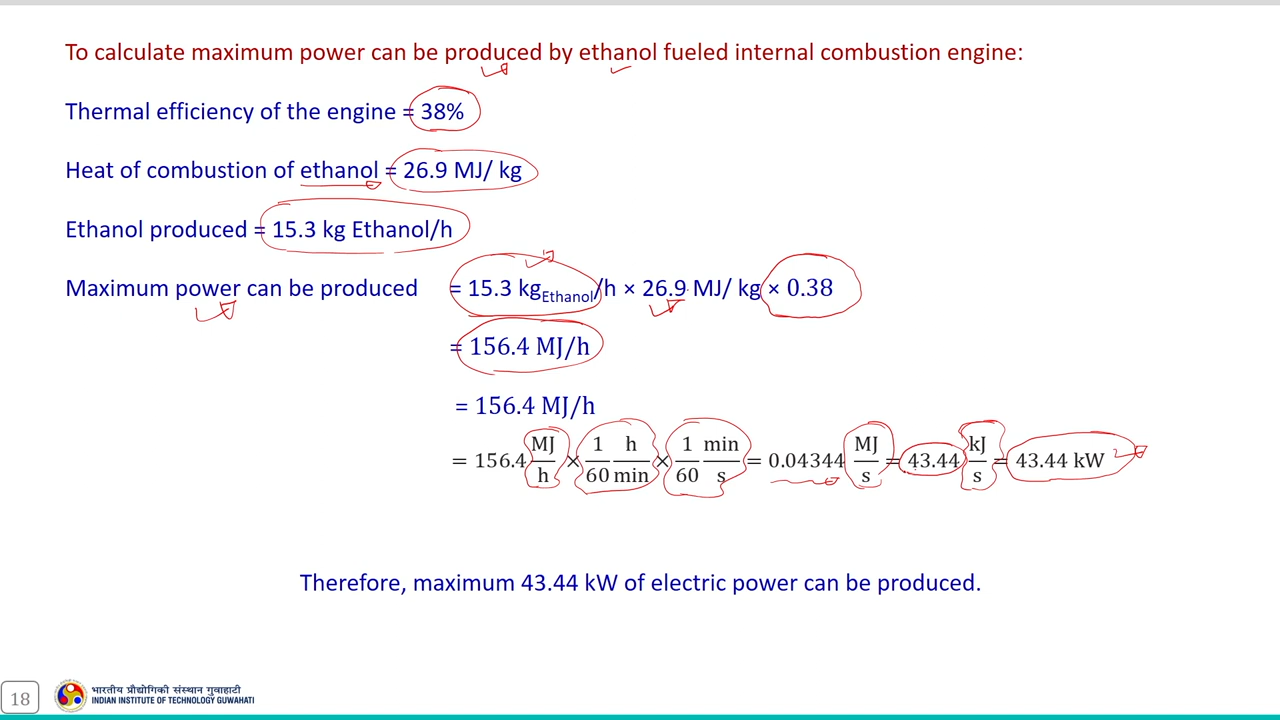 To calculate maximum power can be produced by ethanol fueled internal combustion engine:
Thermal efficiency of the engine = 38%
Heat of combustion of ethanol = 26.9 MJ/ kg
Ethanol produced = 15.3 kg Ethanol/h
Maximum power can be produced = 15.3 kg_Ethanol/h × 26.9 MJ/ kg × 0.38
= 156.4 MJ/h
= 156.4 MJ/h
= 156.4 MJ/h × 1/60 h/min × 1/60 min/s = 0.04344 MJ/s = 43.44 kJ/s = 43.44 kW
Therefore, maximum 43.44 kW of electric power can be produced.
18
भारतीय प्रौद्योगिकी संस्थान गुवाहाटी
INDIAN INSTITUTE OF TECHNOLOGY GUWAHATI